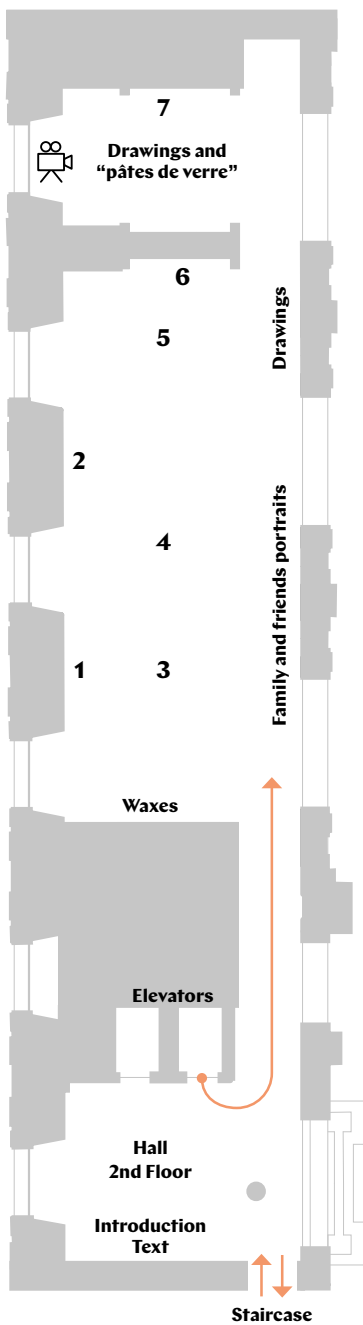 7
Drawings and
“pâtes de verre”
6
Drawings
5
2
4
Family and friends portraits
1
3
Waxes
Elevators
Hall
2nd Floor
Introduction
Text
Staircase